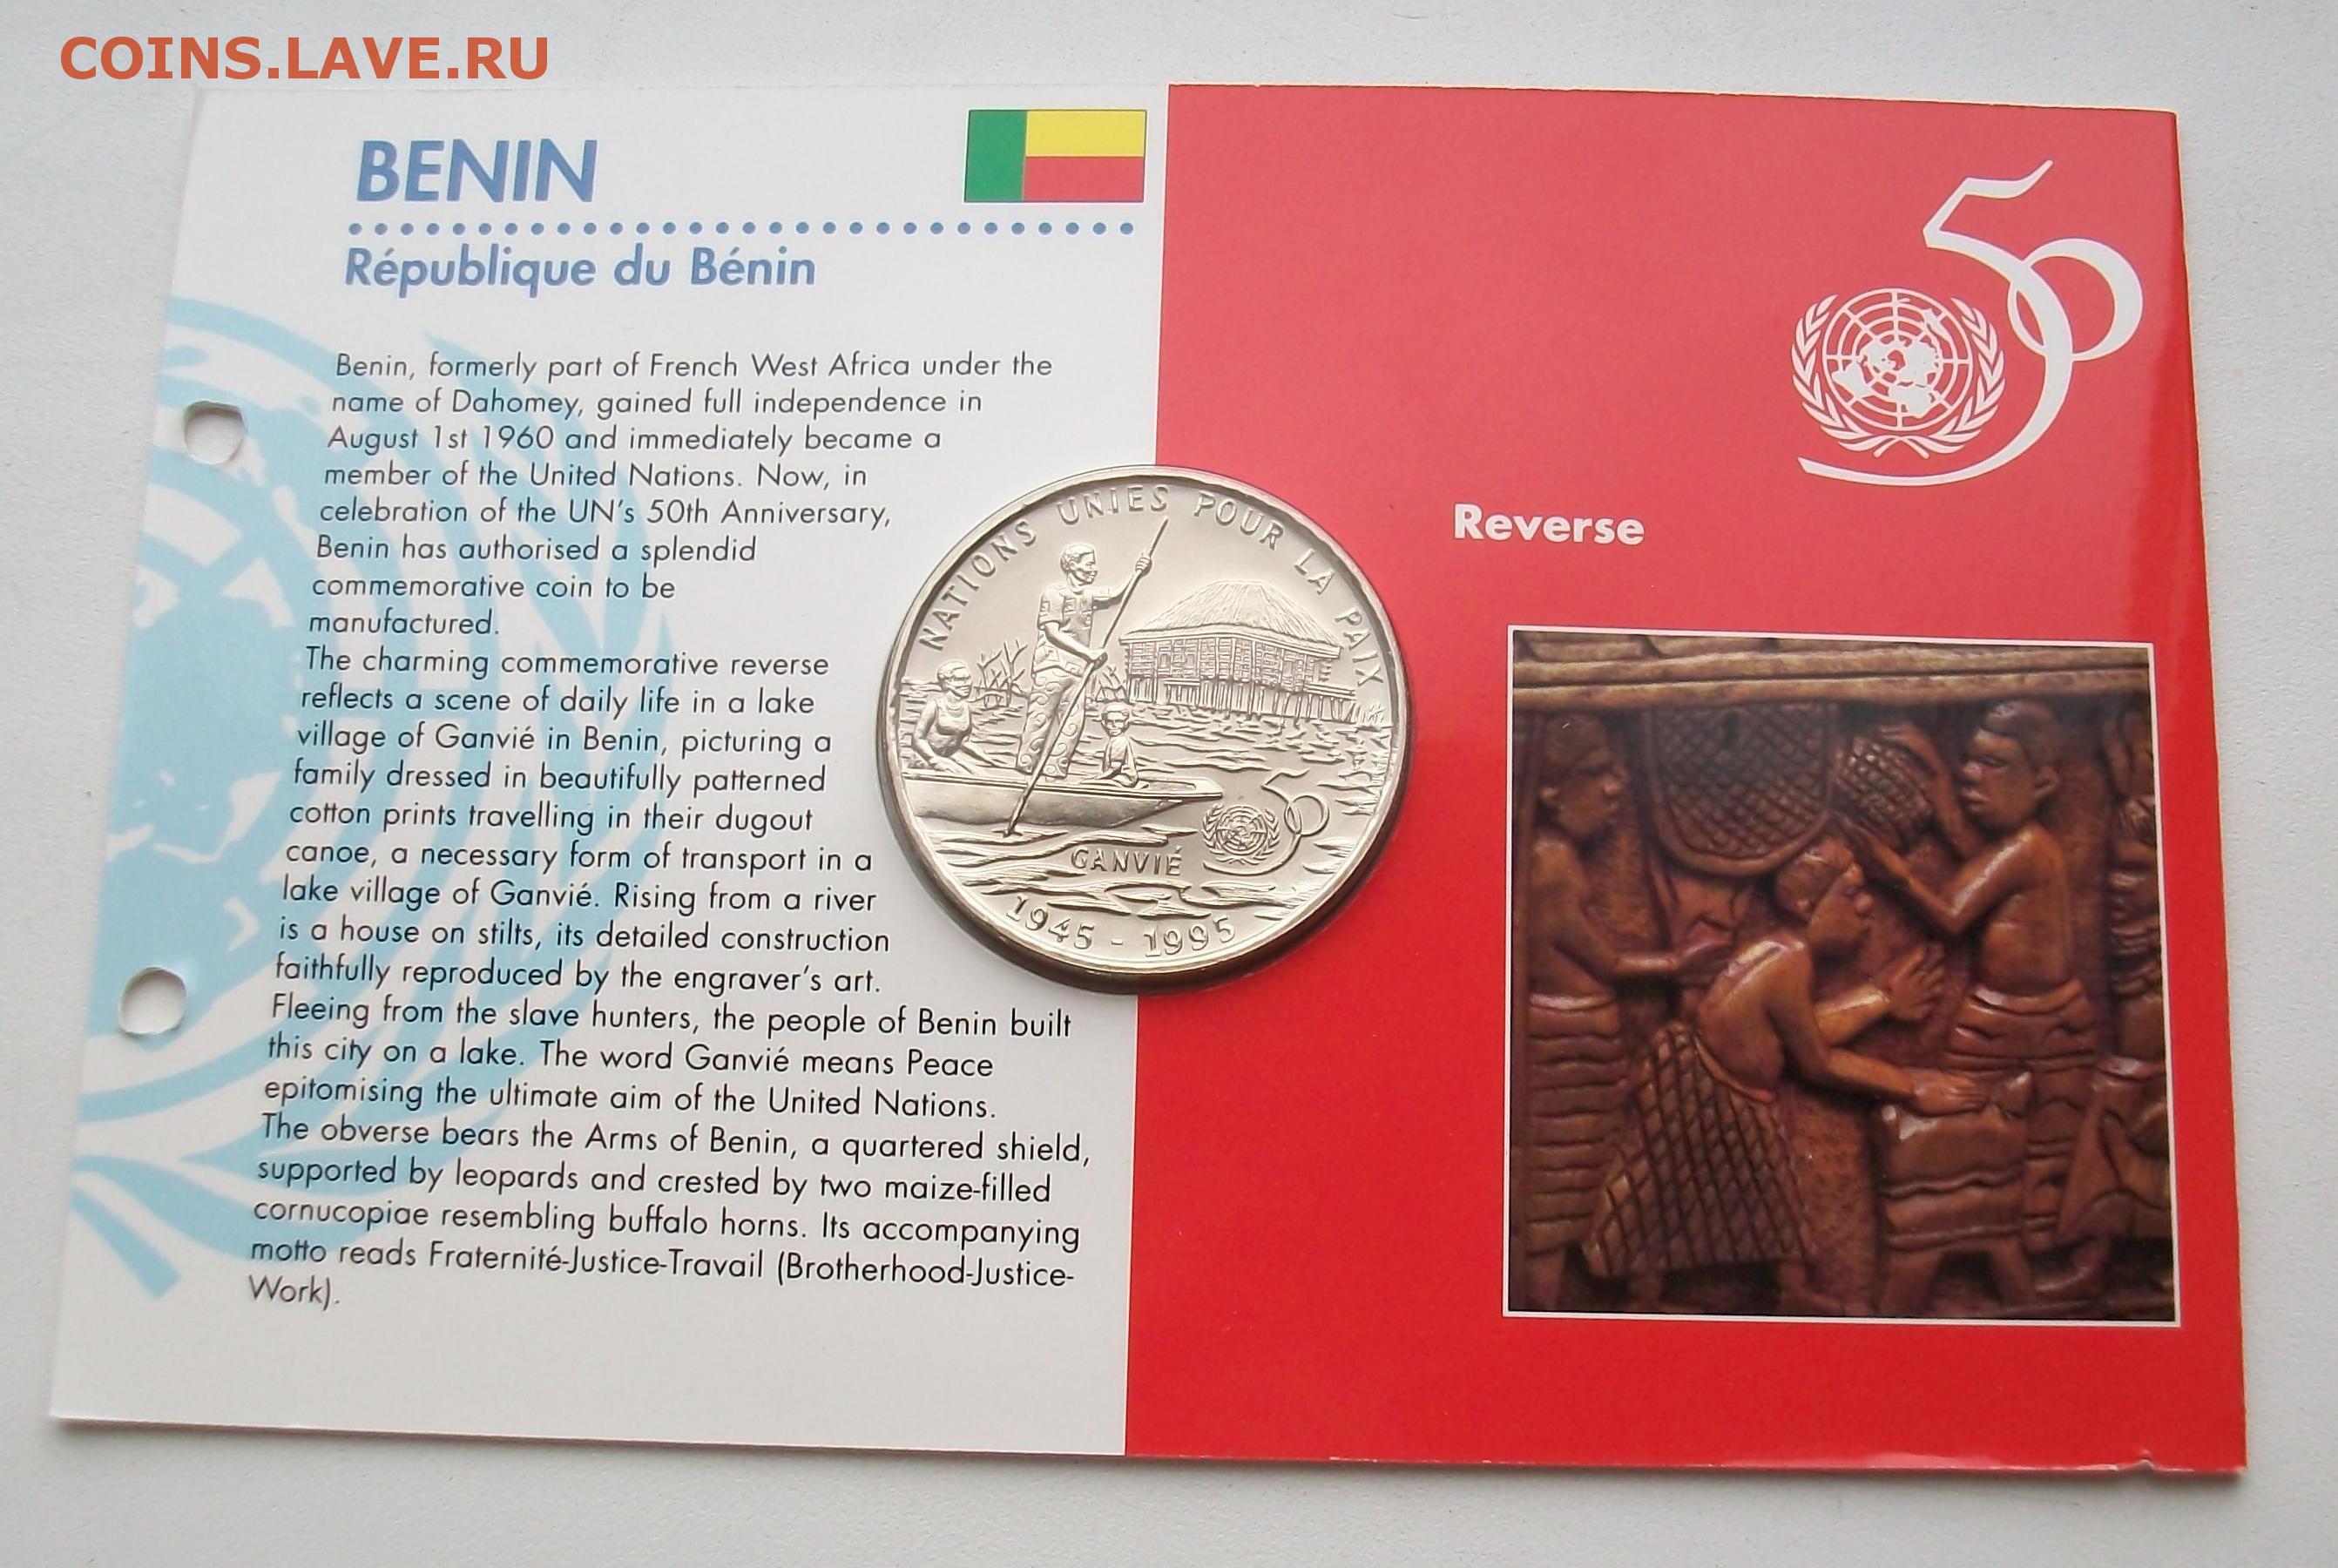 COINS.LAVE.RU
BENIN
République du Bénin
Benin, formerly part of French West Africa under the
name of Dahomey, gained full independence in
August 1st 1960 and immediately became a
member of the United Nations. Now, in
celebration of the UN's 50th Anniversary,
Benin has authorised a splendid
commemorative coin to be
manufactured.
The charming commemorative reverse
reflects a scene of daily life in a lake
village of Ganvié in Benin, picturing a
family dressed in beautifully patterned
cotton prints travelling in their dugout
canoe, a necessary form of transport in a
lake village of Ganvié. Rising from a river
is a house on stilts, its detailed construction
faithfully reproduced by the engraver's art.
Fleeing from the slave hunters, the people of Benin built
this city on a lake. The word Ganvié means Peace
epitomising the ultimate aim of the United Nations.
The obverse bears the Arms of Benin, a quartered shield,
supported by leopards and crested by two maize-filled
cornucopiae resembling buffalo horns. Its accompanying
motto reads Fraternité-Justice-Travail (Brotherhood-Justice-
Work).
NATIONS UNIES POUR LA PAIX
50
GANVIÉ
1945 - 1995
50
Reverse